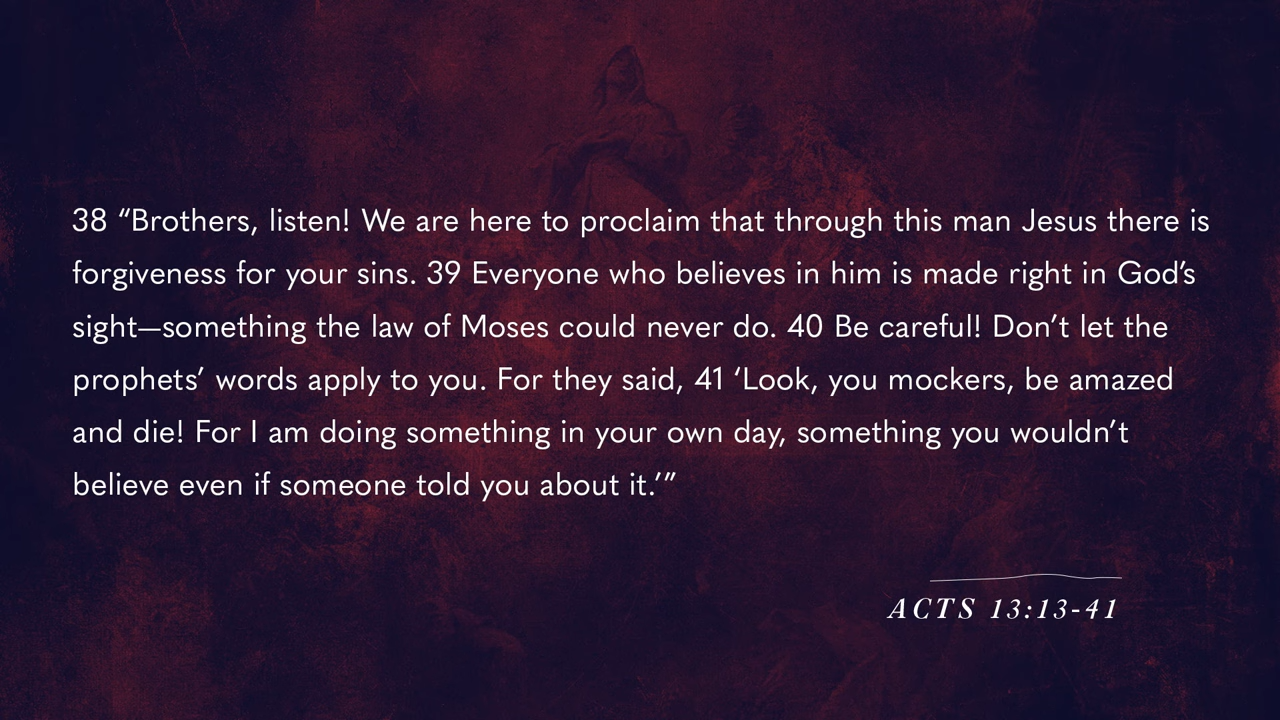 38 “Brothers, listen! We are here to proclaim that through this man Jesus there is
forgiveness for your sins. 39 Everyone who believes in him is made right in God’s
sight—something the law of Moses could never do. 40 Be careful! Don’t let the
prophets’ words apply to you. For they said, 41 ‘Look, you mockers, be amazed
and die! For I am doing something in your own day, something you wouldn’t
believe even if someone told you about it.’”
ACTS 13:13-41